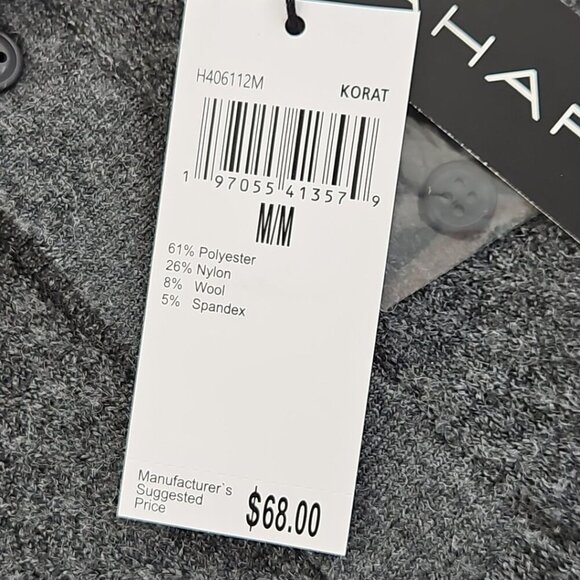 H406112M
KORAT
1 97055 41357 9
M/M
61% Polyester
26% Nylon
8% Wool
5% Spandex
Manufacturer`s
Suggested
Price
$68.00